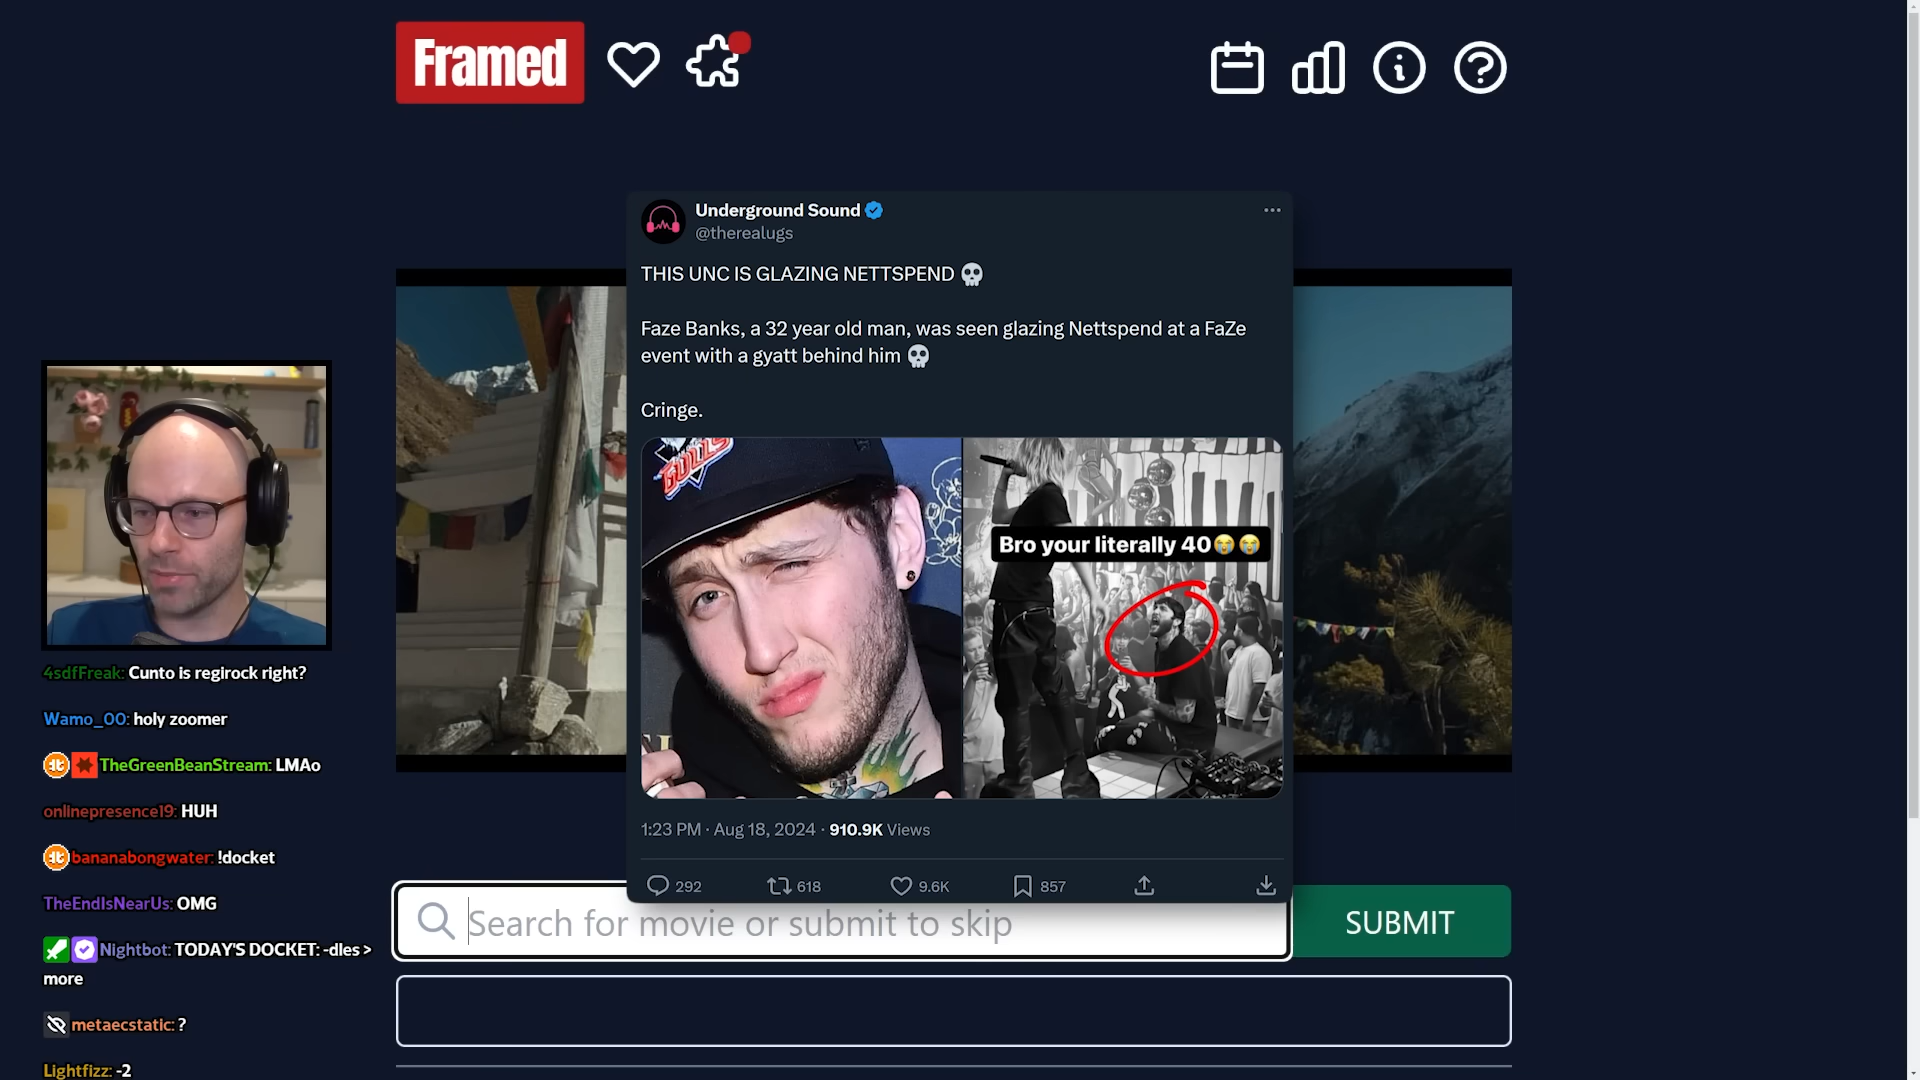 Framed
Underground Sound
@therealugs
THIS UNC IS GLAZING NETTSPEND 💀
Faze Banks, a 32 year old man, was seen glazing Nettspend at a FaZe
event with a gyatt behind him 💀
Cringe.
GULLS
Bro your literally 40😭😭
1:23 PM · Aug 18, 2024 · 910.9K Views
292 618 9.6K 857
Search for movie or submit to skip
SUBMIT
4sdfFreak: Cunto is regirock right?
Wamo_00: holy zoomer
TheGreenBeanStream: LMAo
onlinepresence19: HUH
bananabongwater: !docket
TheEndIsNearUs: OMG
Nightbot: TODAY'S DOCKET: -dles >
more
metaecstatic: ?
Lightfizz: -2